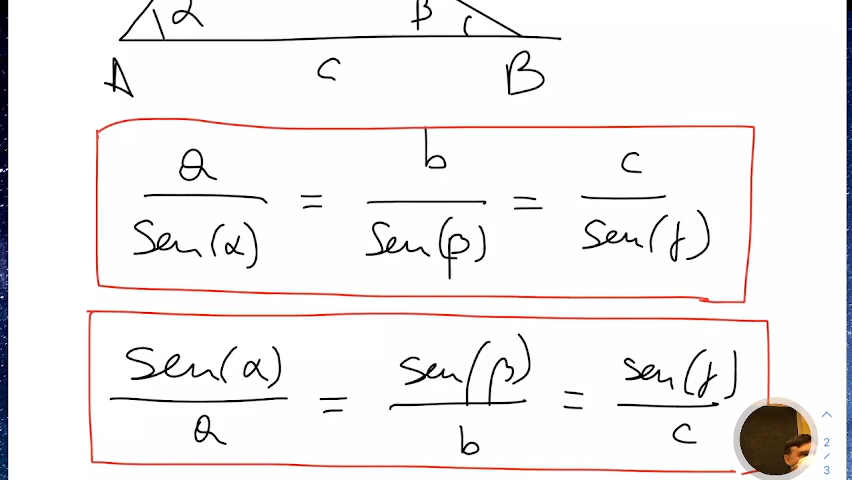 α β
A c B
a / sen(α) = b / sen(β) = c / sen(γ)
sen(α) / a = sen(β) / b = sen(γ) / c
2 / 3